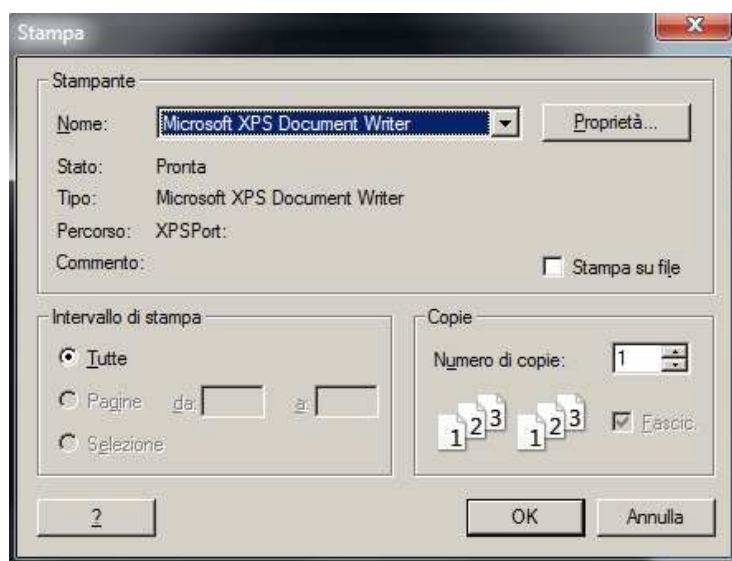 Stampa
Stampante
Nome: Microsoft XPS Document Writer Proprietà...
Stato: Pronta
Tipo: Microsoft XPS Document Writer
Percorso: XPSPort:
Commento: Stampa su file
Intervallo di stampa
Tutte
Pagine da: a:
Selezione
Copie
Numero di copie: 1
1 2 3 1 2 3 Fascic.
? OK Annulla